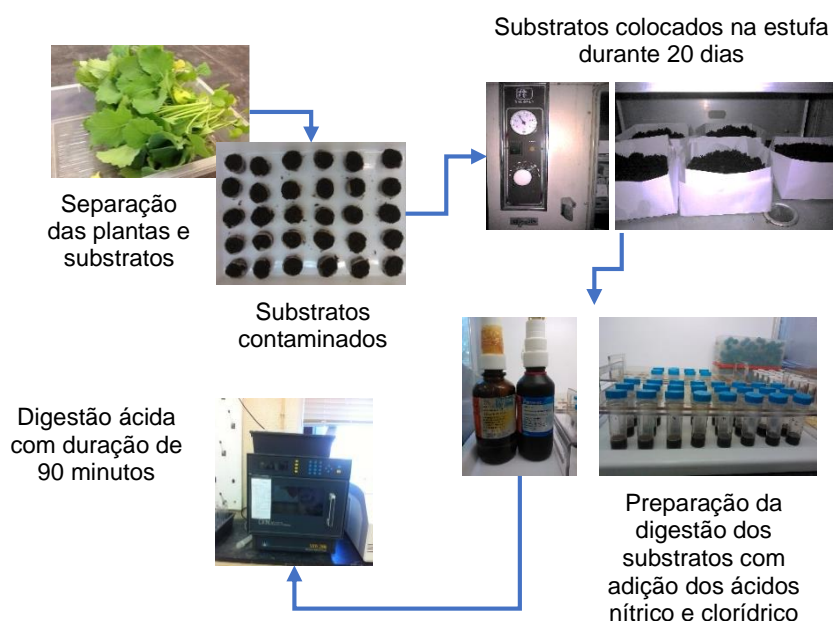 Substratos colocados na estufa
durante 20 dias
Separação
das plantas e
substratos
Substratos
contaminados
Digestão ácida
com duração de
90 minutos
Preparação da
digestão dos
substratos com
adição dos ácidos
nítrico e clorídrico